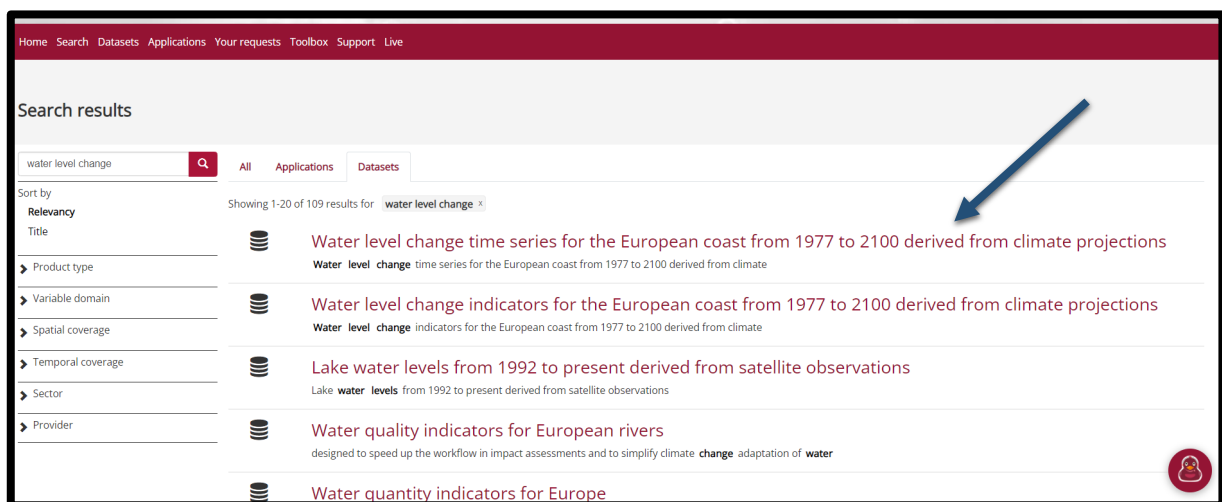 Home Search Datasets Applications Your requests Toolbox Support Live
Search results
water level change
Sort by
Relevancy
Title
Product type
Variable domain
Spatial coverage
Temporal coverage
Sector
Provider
All Applications Datasets
Showing 1-20 of 109 results for water level change x
Water level change time series for the European coast from 1977 to 2100 derived from climate projections
Water level change time series for the European coast from 1977 to 2100 derived from climate
Water level change indicators for the European coast from 1977 to 2100 derived from climate projections
Water level change indicators for the European coast from 1977 to 2100 derived from climate
Lake water levels from 1992 to present derived from satellite observations
Lake water levels from 1992 to present derived from satellite observations
Water quality indicators for European rivers
designed to speed up the workflow in impact assessments and to simplify climate change adaptation of water
Water quantity indicators for Europe